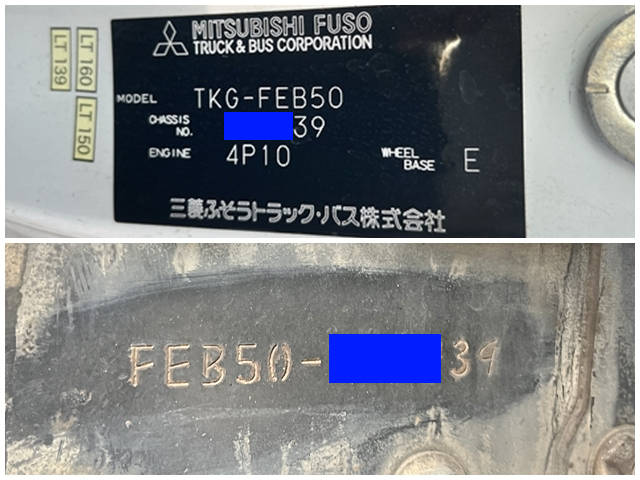 LT 139
LT 160
LT 150
MITSUBISHI FUSO
TRUCK & BUS CORPORATION
MODEL TKG-FEB50
CHASSIS NO. 39
ENGINE 4P10 WHEEL BASE E
三菱ふそうトラック・バス株式会社
FEB50- 39